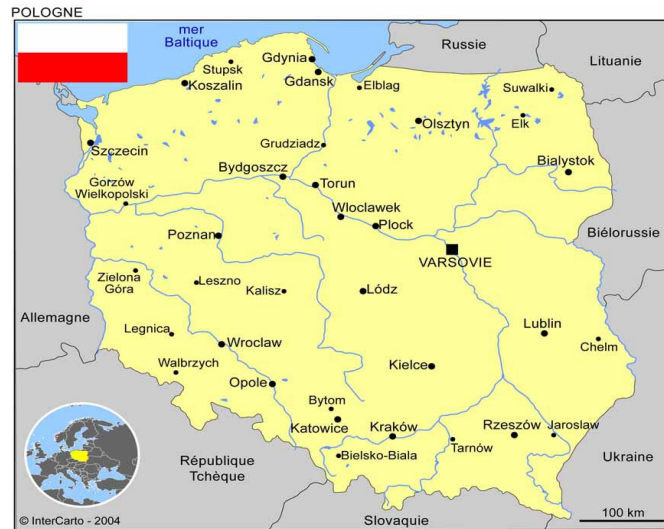 POLOGNE
mer
Baltique
Russie
Lituanie
Gdynia
Stupsk
Gdansk
Koszalin
Elblag
Suwalki
Olsztyn
Elk
Szczecin
Grudziadz
Bialystok
Bydgoszcz
Gorzów
Wielkopolski
Torun
Wloclawek
Plock
Poznan
Biélorussie
VARSOVIE
Zielona
Góra
Leszno
Kalisz
Lódz
Allemagne
Legnica
Wroclaw
Lublin
Chelm
Walbrzych
Kielce
Opole
Bytom
Katowice
Kraków
Rzeszów
Jaroslaw
Tarnów
Bielsko-Biala
République
Tchèque
Ukraine
© InterCarto - 2004
Slovaquie
100 km